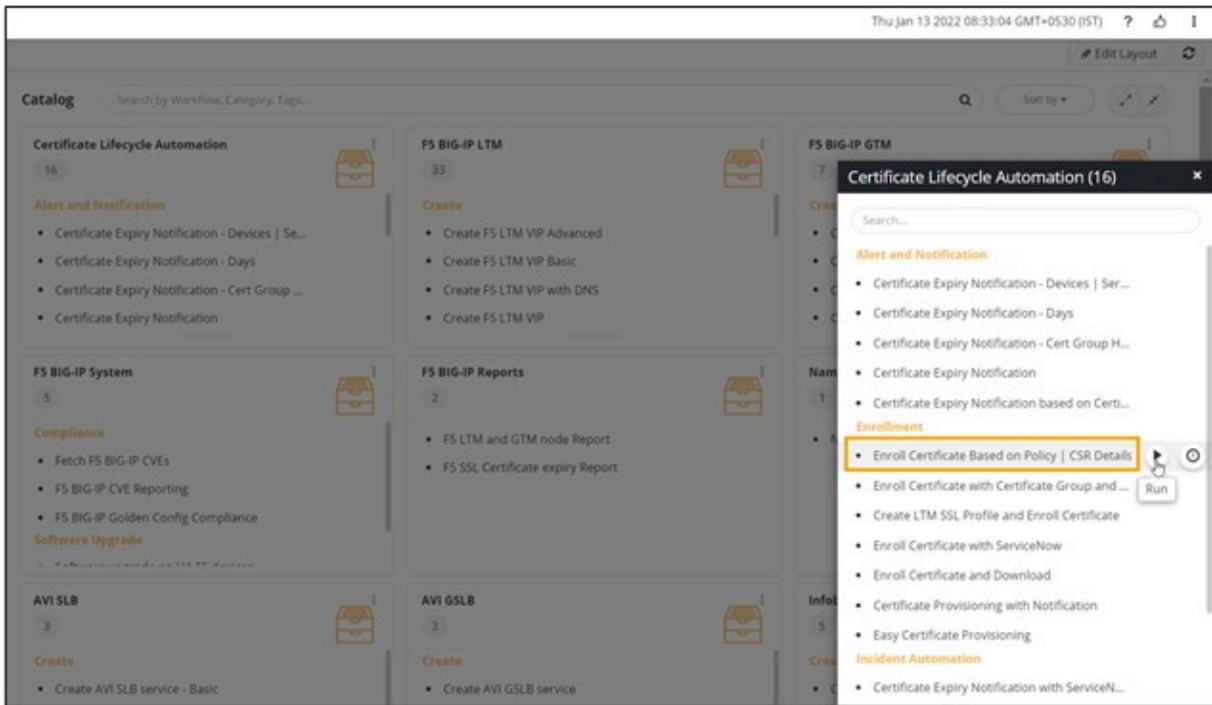 Thu Jan 13 2022 08:33:04 GMT+0530 (IST) ?
Edit Layout
Catalog
Search by Workflow, Category, Tags...
Sort by
Certificate Lifecycle Automation
16
Alert and Notification
Certificate Expiry Notification - Devices | Se...
Certificate Expiry Notification - Days
Certificate Expiry Notification - Cert Group ...
Certificate Expiry Notification
F5 BIG-IP LTM
33
Create
Create F5 LTM VIP Advanced
Create F5 LTM VIP Basic
Create F5 LTM VIP with DNS
Create F5 LTM VIP
F5 BIG-IP GTM
7
F5 BIG-IP System
5
Compliance
Fetch F5 BIG-IP CVEs
F5 BIG-IP CVE Reporting
F5 BIG-IP Golden Config Compliance
Software Upgrade
F5 BIG-IP Reports
2
F5 LTM and GTM node Report
F5 SSL Certificate expiry Report
Nam
1
AVI SLB
3
Create
Create AVI SLB service - Basic
AVI GSLB
3
Create
Create AVI GSLB service
Infob
5
Crea
Certificate Lifecycle Automation (16) ×
Search...
Alert and Notification
Certificate Expiry Notification - Devices | Ser...
Certificate Expiry Notification - Days
Certificate Expiry Notification - Cert Group H...
Certificate Expiry Notification
Certificate Expiry Notification based on Certi...
Enrollment
Enroll Certificate Based on Policy | CSR Details
Run
Enroll Certificate with Certificate Group and ...
Create LTM SSL Profile and Enroll Certificate
Enroll Certificate with ServiceNow
Enroll Certificate and Download
Certificate Provisioning with Notification
Easy Certificate Provisioning
Incident Automation
Certificate Expiry Notification with ServiceN...